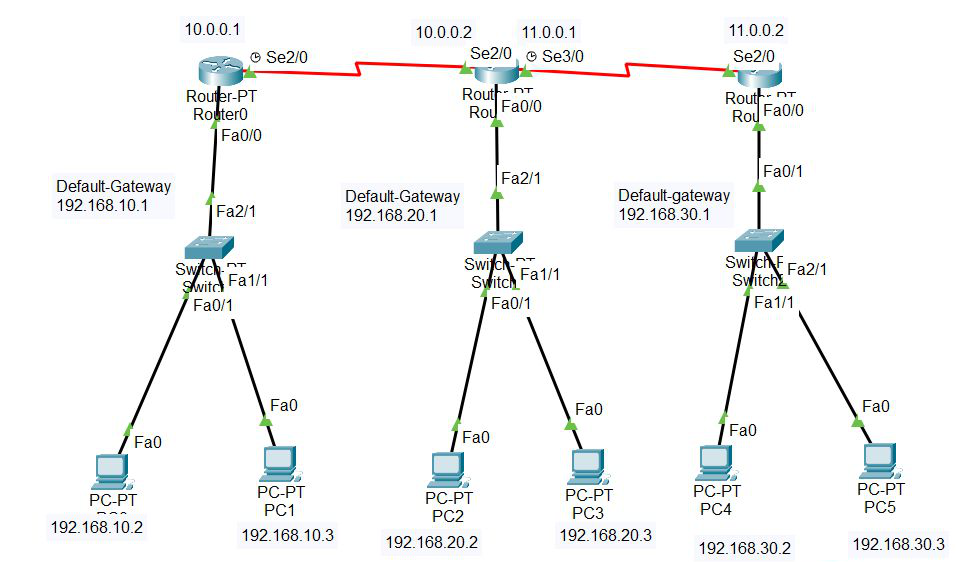 10.0.0.1
10.0.0.2
11.0.0.1
11.0.0.2
Se2/0
Se2/0
Se3/0
Se2/0
Router-PT
Router0
Fa0/0
Fa0/0
Fa0/0
Default-Gateway
192.168.10.1
Fa2/1
Default-Gateway
192.168.20.1
Fa2/1
Default-gateway
192.168.30.1
Fa0/1
Fa1/1
Fa0/1
Fa1/1
Fa0/1
Fa2/1
Fa1/1
Fa0
Fa0
Fa0
Fa0
Fa0
Fa0
PC-PT
192.168.10.2
PC-PT
PC1
192.168.10.3
PC-PT
PC2
192.168.20.2
PC-PT
PC3
192.168.20.3
PC-PT
PC4
192.168.30.2
PC-PT
PC5
192.168.30.3